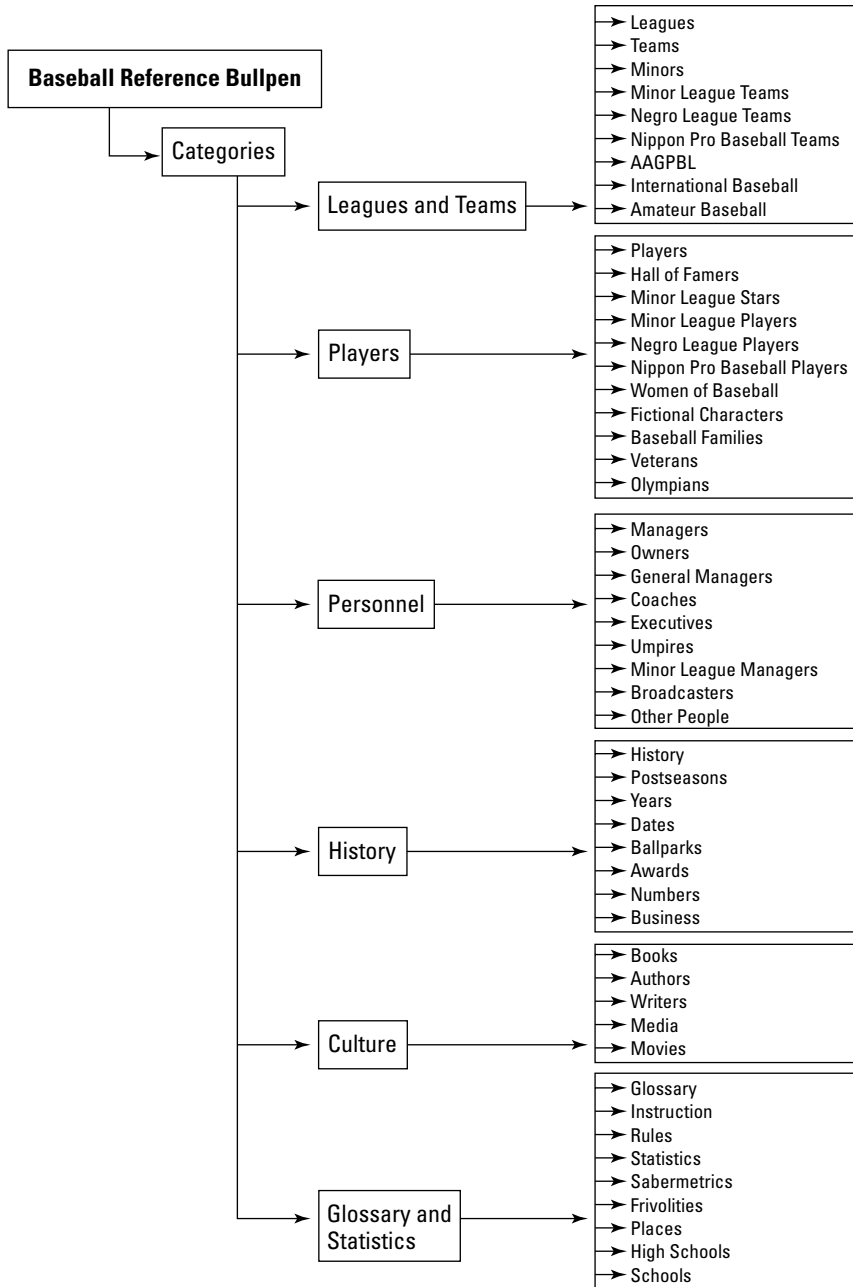 Baseball Reference Bullpen
Categories
Leagues and Teams
Leagues
Teams
Minors
Minor League Teams
Negro League Teams
Nippon Pro Baseball Teams
AAGPBL
International Baseball
Amateur Baseball
Players
Players
Hall of Famers
Minor League Stars
Minor League Players
Negro League Players
Nippon Pro Baseball Players
Women of Baseball
Fictional Characters
Baseball Families
Veterans
Olympians
Personnel
Managers
Owners
General Managers
Coaches
Executives
Umpires
Minor League Managers
Broadcasters
Other People
History
History
Postseasons
Years
Dates
Ballparks
Awards
Numbers
Business
Culture
Books
Authors
Writers
Media
Movies
Glossary and
Statistics
Glossary
Instruction
Rules
Statistics
Sabermetrics
Frivolities
Places
High Schools
Schools